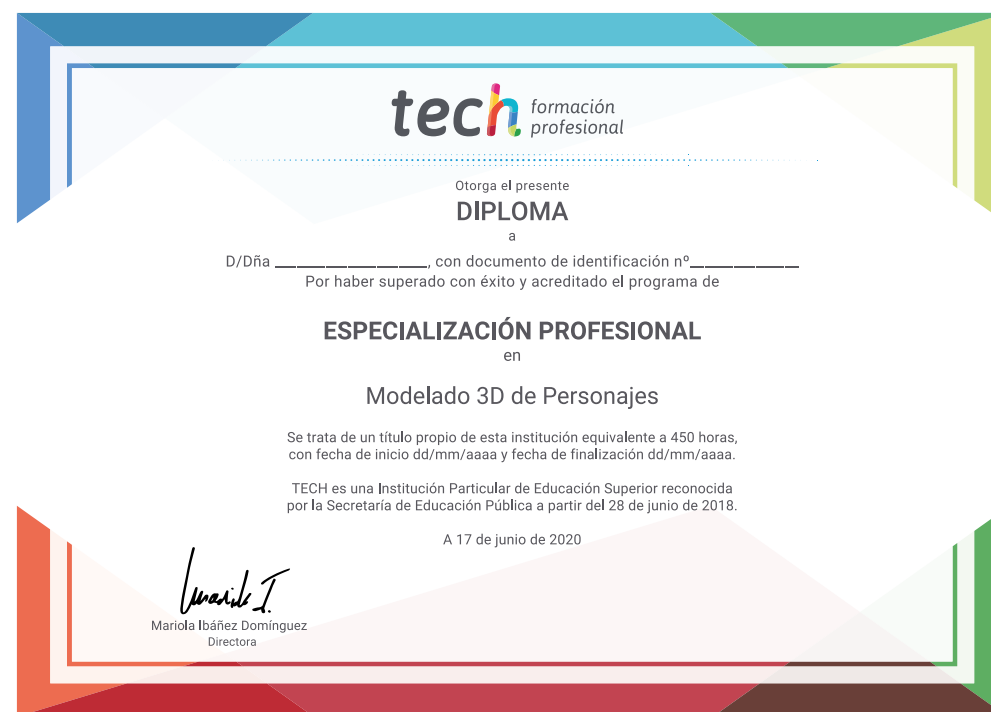 tech formación
profesional
Otorga el presente
DIPLOMA
a
D/Dña ____________________, con documento de identificación nº______________
Por haber superado con éxito y acreditado el programa de
ESPECIALIZACIÓN PROFESIONAL
en
Modelado 3D de Personajes
Se trata de un título propio de esta institución equivalente a 450 horas,
con fecha de inicio dd/mm/aaaa y fecha de finalización dd/mm/aaaa.
TECH es una Institución Particular de Educación Superior reconocida
por la Secretaría de Educación Pública a partir del 28 de junio de 2018.
A 17 de junio de 2020
Mariola I.
Mariola Ibáñez Domínguez
Directora